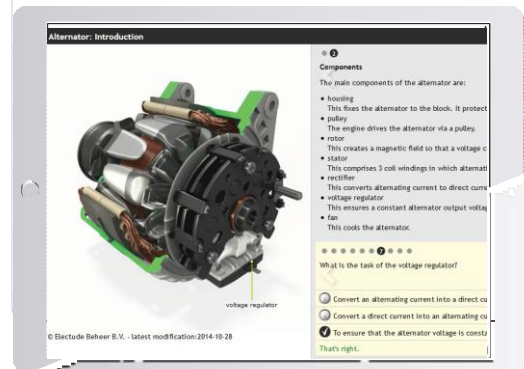 Alternator: Introduction
2
Components
The main components of the alternator are:
• housing
This fixes the alternator to the block. It protect
• pulley
The engine drives the alternator via a pulley.
• rotor
This creates a magnetic field so that a voltage c
• stator
This comprises 3 coil windings in which alternati
• rectifier
This converts alternating current to direct curre
• voltage regulator
This ensures a constant alternator output voltag
• fan
This cools the alternator.
7
What is the task of the voltage regulator?
Convert an alternating current into a direct cu
Convert a direct current into an alternating cu
To ensure that the alternator voltage is consta
That's right.
voltage regulator
© Electude Beheer B.V. - latest modification:2014-10-28